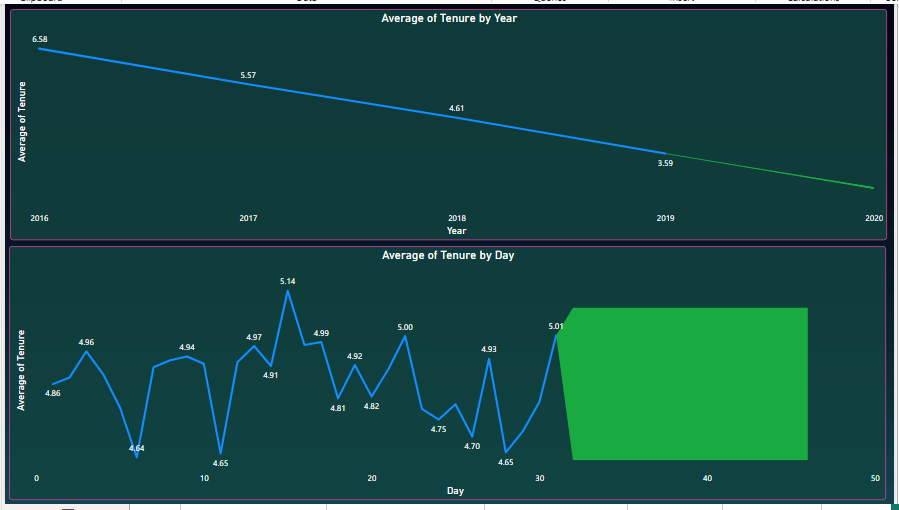 Average of Tenure by Year
6.58
5.57
4.61
3.59
Average of Tenure
2016 2017 2018 2019 2020
Year
Average of Tenure by Day
5.14
4.96
4.97
4.99
5.00
5.01
4.94
4.92
4.93
4.91
4.86
4.81
4.82
4.75
4.70
4.64
4.65
4.65
Average of Tenure
0 10 20 30 40 50
Day